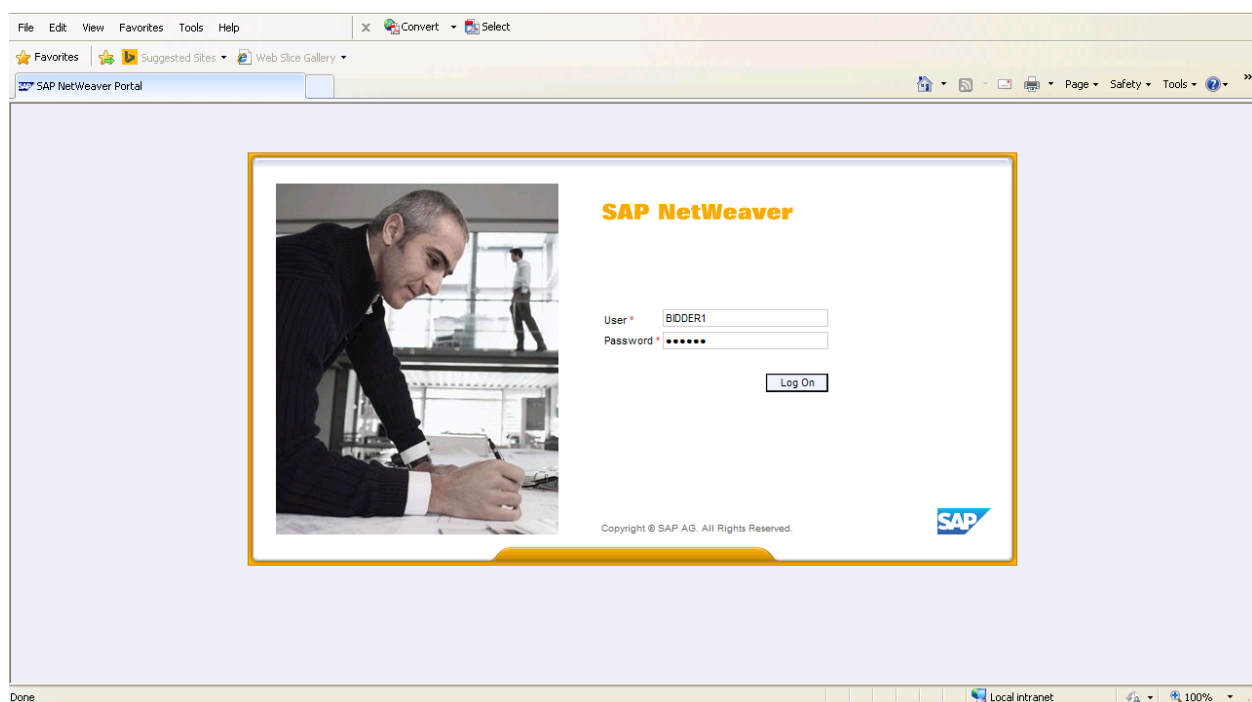 File Edit View Favorites Tools Help x Convert Select
Favorites Suggested Sites Web Slice Gallery
SAP NetWeaver Portal Page Safety Tools »
SAP NetWeaver
User * BIDDER1
Password * ●●●●●●
Log On
Copyright © SAP AG. All Rights Reserved.
SAP
Done Local intranet 100%